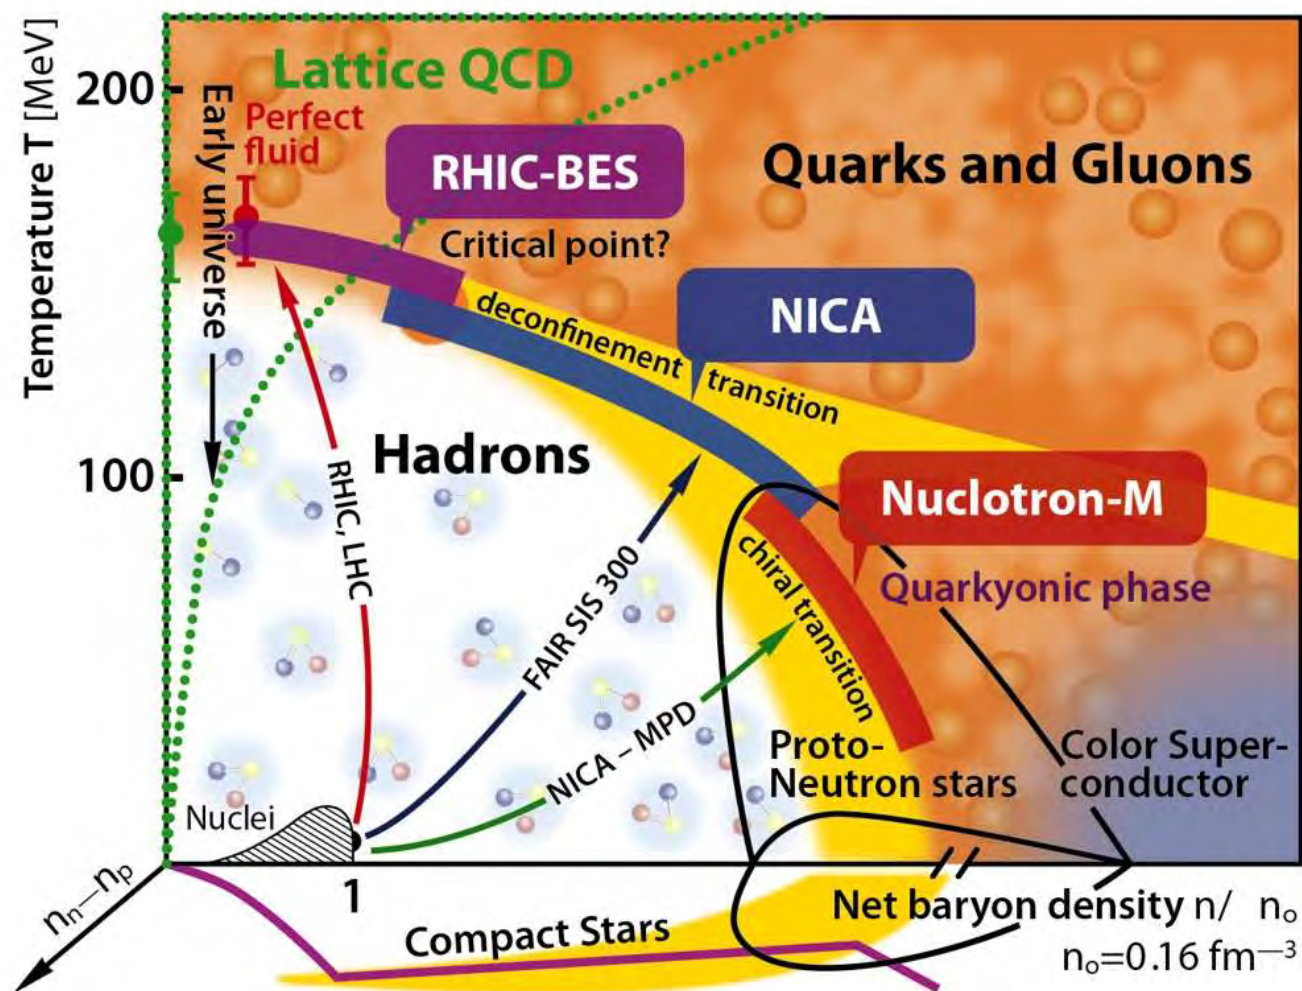 Temperature T [MeV]
200
100
Lattice QCD
Early universe
Perfect
fluid
RHIC-BES
Critical point?
Quarks and Gluons
NICA
deconfinement transition
Hadrons
Nuclotron-M
Quarkyonic phase
chiral transition
RHIC, LHC
FAIR SIS 300
NICA – MPD
Proto-
Neutron stars
Color Super-
conductor
Nuclei
1
nₙ—nₚ
Compact Stars
Net baryon density n/ nₒ
nₒ=0.16 fm⁻³